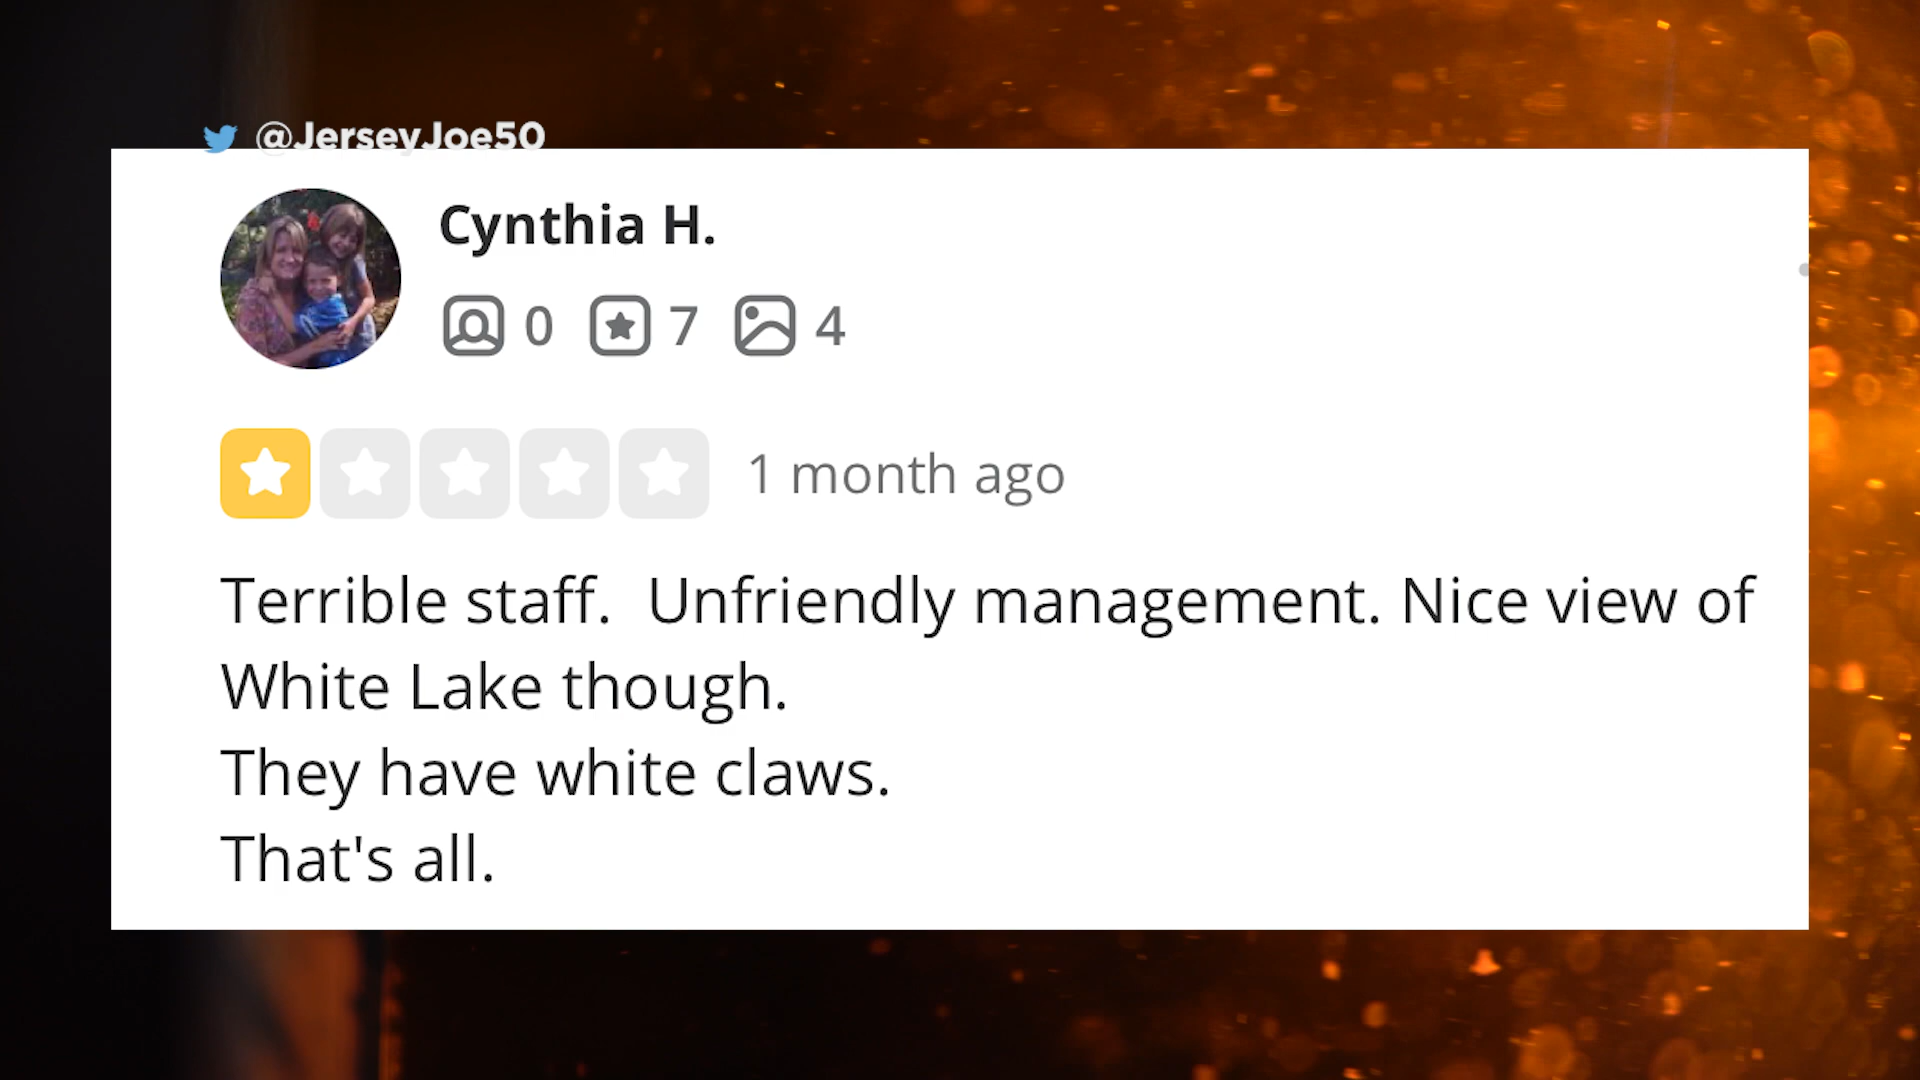 @JerseyJoe50
Cynthia H.
0 7 4
1 month ago
Terrible staff.  Unfriendly management. Nice view of
White Lake though.
They have white claws.
That's all.